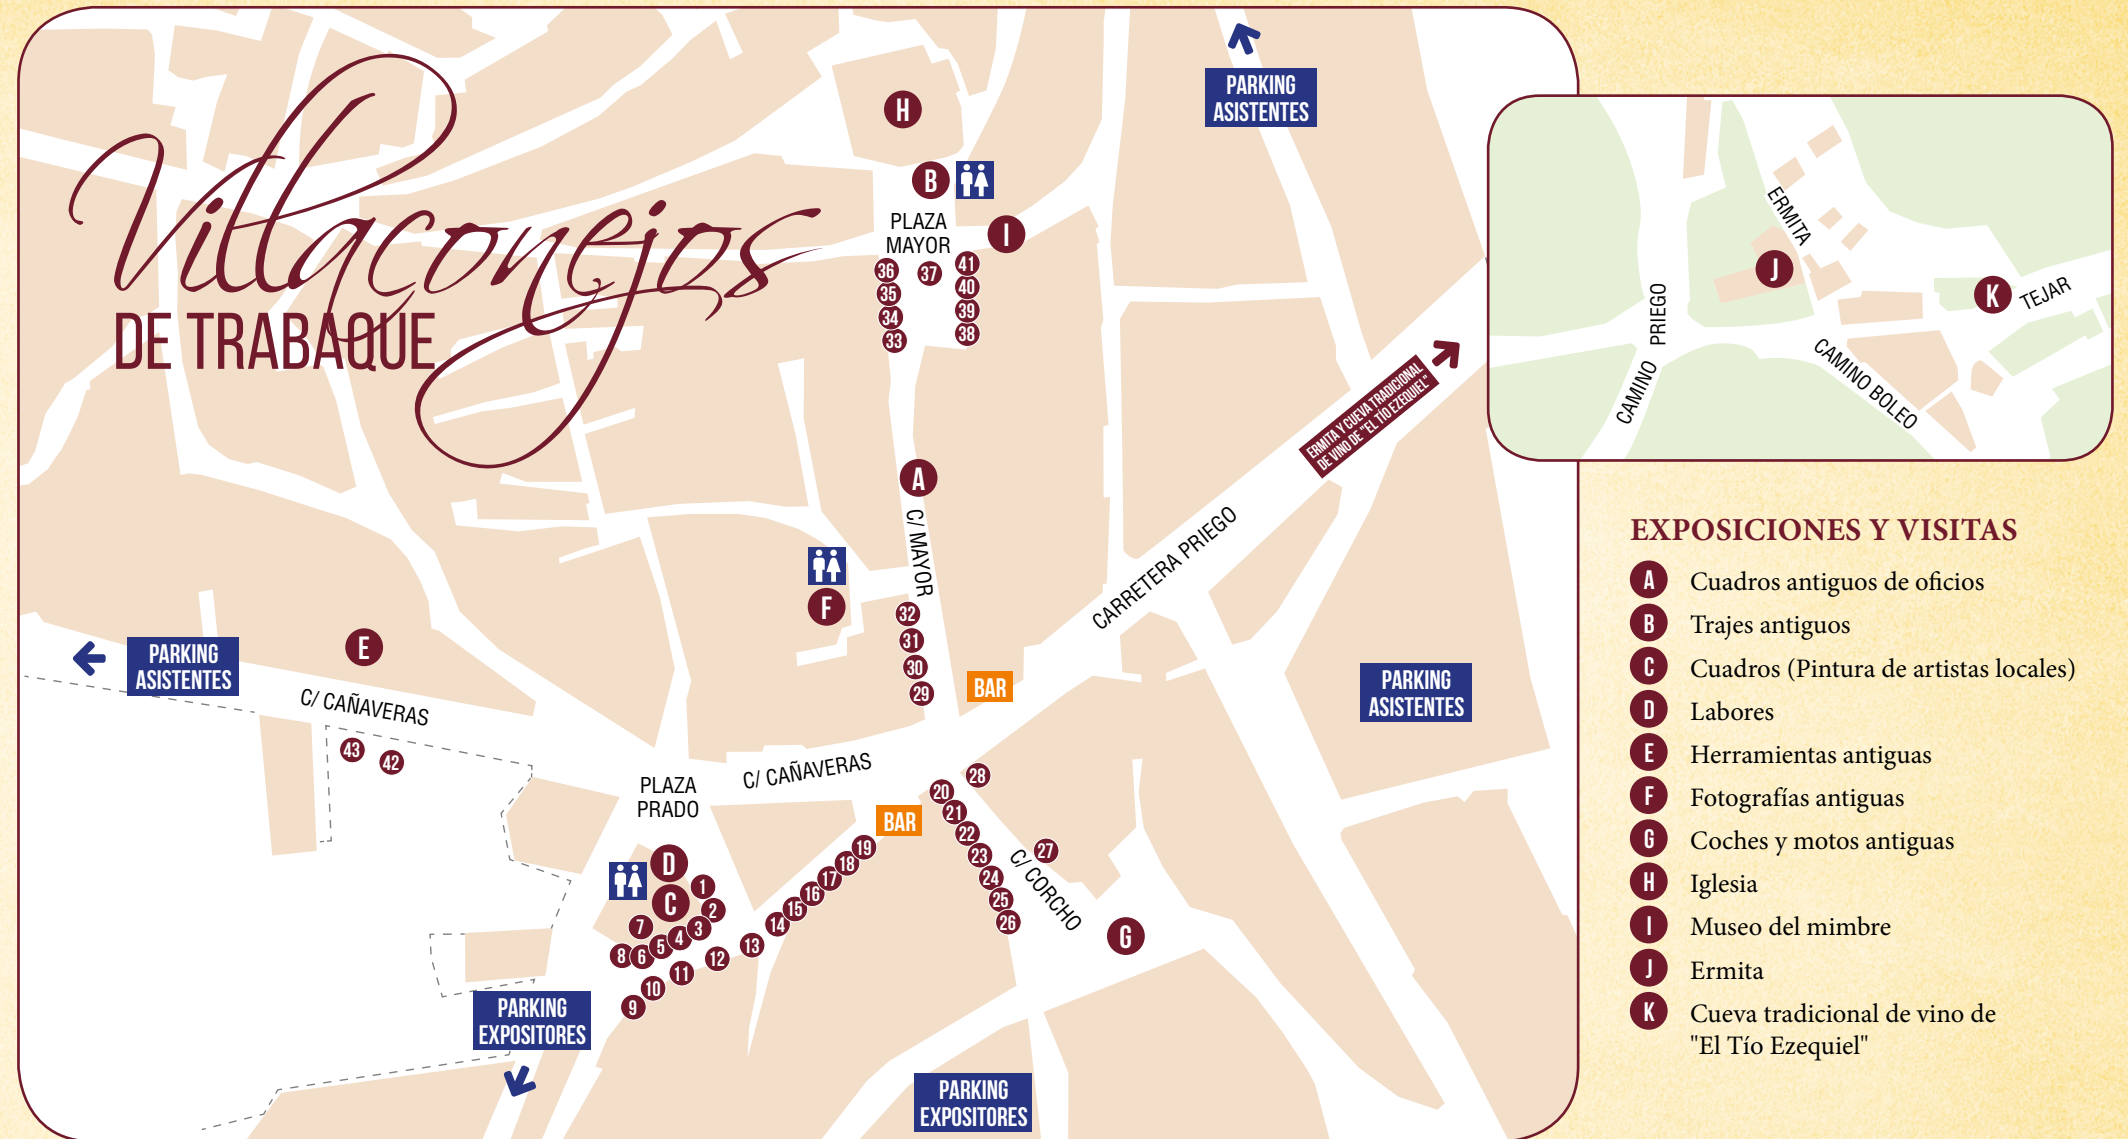 Villaconejos
DE TRABAQUE
PARKING
ASISTENTES
H
B
PLAZA
MAYOR
I
36
37
41
35
40
34
39
33
38
ERMITA Y CUEVA TRADICIONAL
DE VINO DE "EL TÍO EZEQUIEL"
A
C/ MAYOR
CARRETERA PRIEGO
F
32
31
30
29
BAR
E
PARKING
ASISTENTES
C/ CAÑAVERAS
43
42
PARKING
ASISTENTES
PLAZA
PRADO
C/ CAÑAVERAS
BAR
28
20
21
22
23
24
25
26
27
C/ CORCHO
G
D
C
1
2
3
4
5
6
7
8
9
10
11
12
13
14
15
16
17
18
19
PARKING
EXPOSITORES
PARKING
EXPOSITORES
ERMITA
J
K
TEJAR
CAMINO PRIEGO
CAMINO BOLEO
EXPOSICIONES Y VISITAS
A Cuadros antiguos de oficios
B Trajes antiguos
C Cuadros (Pintura de artistas locales)
D Labores
E Herramientas antiguas
F Fotografías antiguas
G Coches y motos antiguas
H Iglesia
I Museo del mimbre
J Ermita
K Cueva tradicional de vino de
"El Tío Ezequiel"